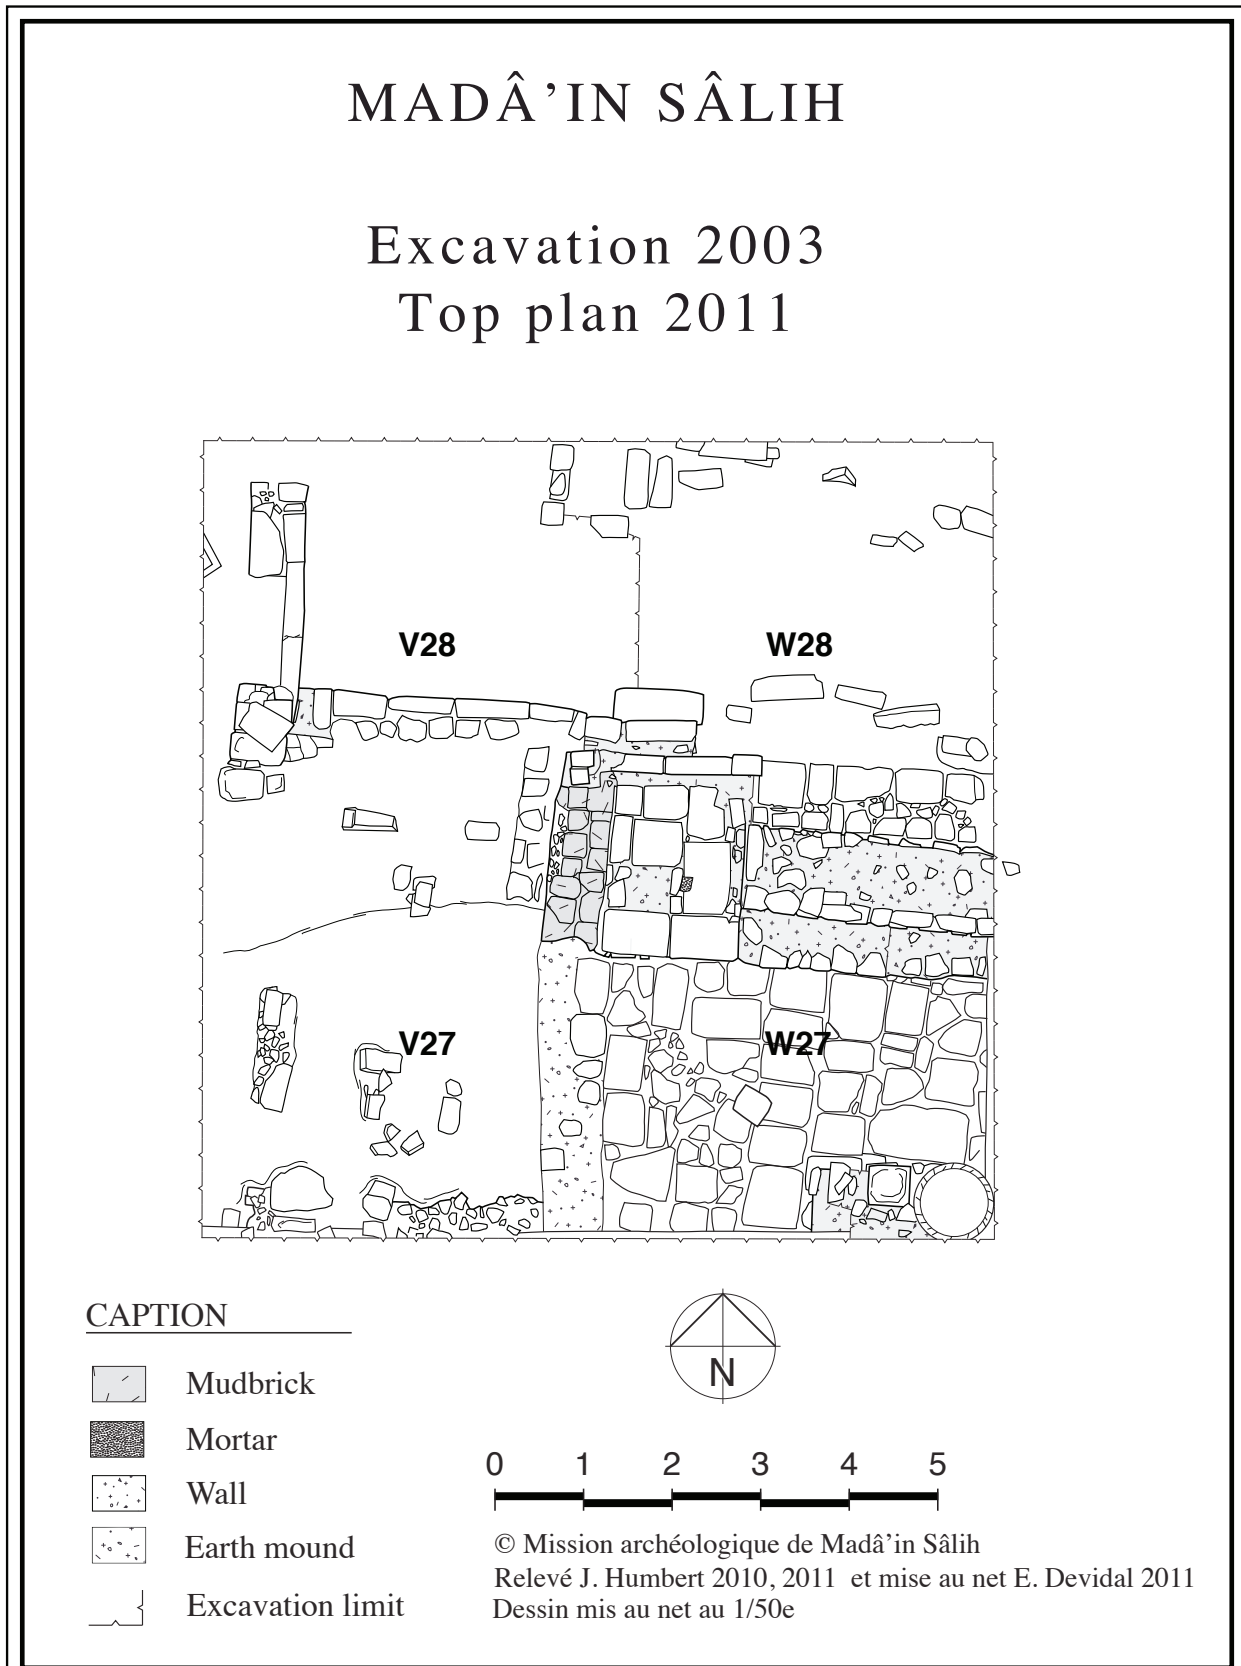 MADÂ’IN SÂLIH
Excavation 2003
Top plan 2011
V28
W28
V27
W27
CAPTION
Mudbrick
Mortar
Wall
Earth mound
Excavation limit
N
0 1 2 3 4 5
© Mission archéologique de Madâ’in Sâlih
Relevé J. Humbert 2010, 2011 et mise au net E. Devidal 2011
Dessin mis au net au 1/50e